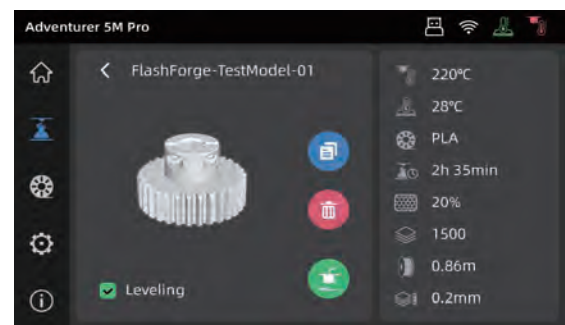 Adventurer 5M Pro
FlashForge-TestModel-01
Leveling
220℃
28℃
PLA
2h 35min
20%
1500
0.86m
0.2mm